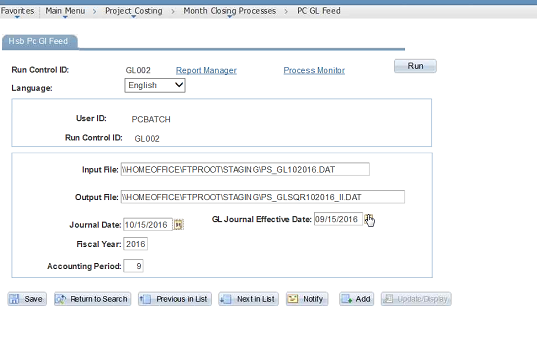 Favorites Main Menu > Project Costing > Month Closing Processes > PC GL Feed
Hsb Pc Gl Feed
Run Control ID: GL002 Report Manager Process Monitor Run
Language: English
User ID: PCBATCH
Run Control ID: GL002
Input File: \\HOMEOFFICE\FTPROOT\STAGING\PS_GL102016.DAT
Output File: \\HOMEOFFICE\FTPROOT\STAGING\PS_GLSQR102016_II.DAT
Journal Date: 10/15/2016 GL Journal Effective Date: 09/15/2016
Fiscal Year: 2016
Accounting Period: 9
Save Return to Search Previous in List Next in List Notify Add Update/Display